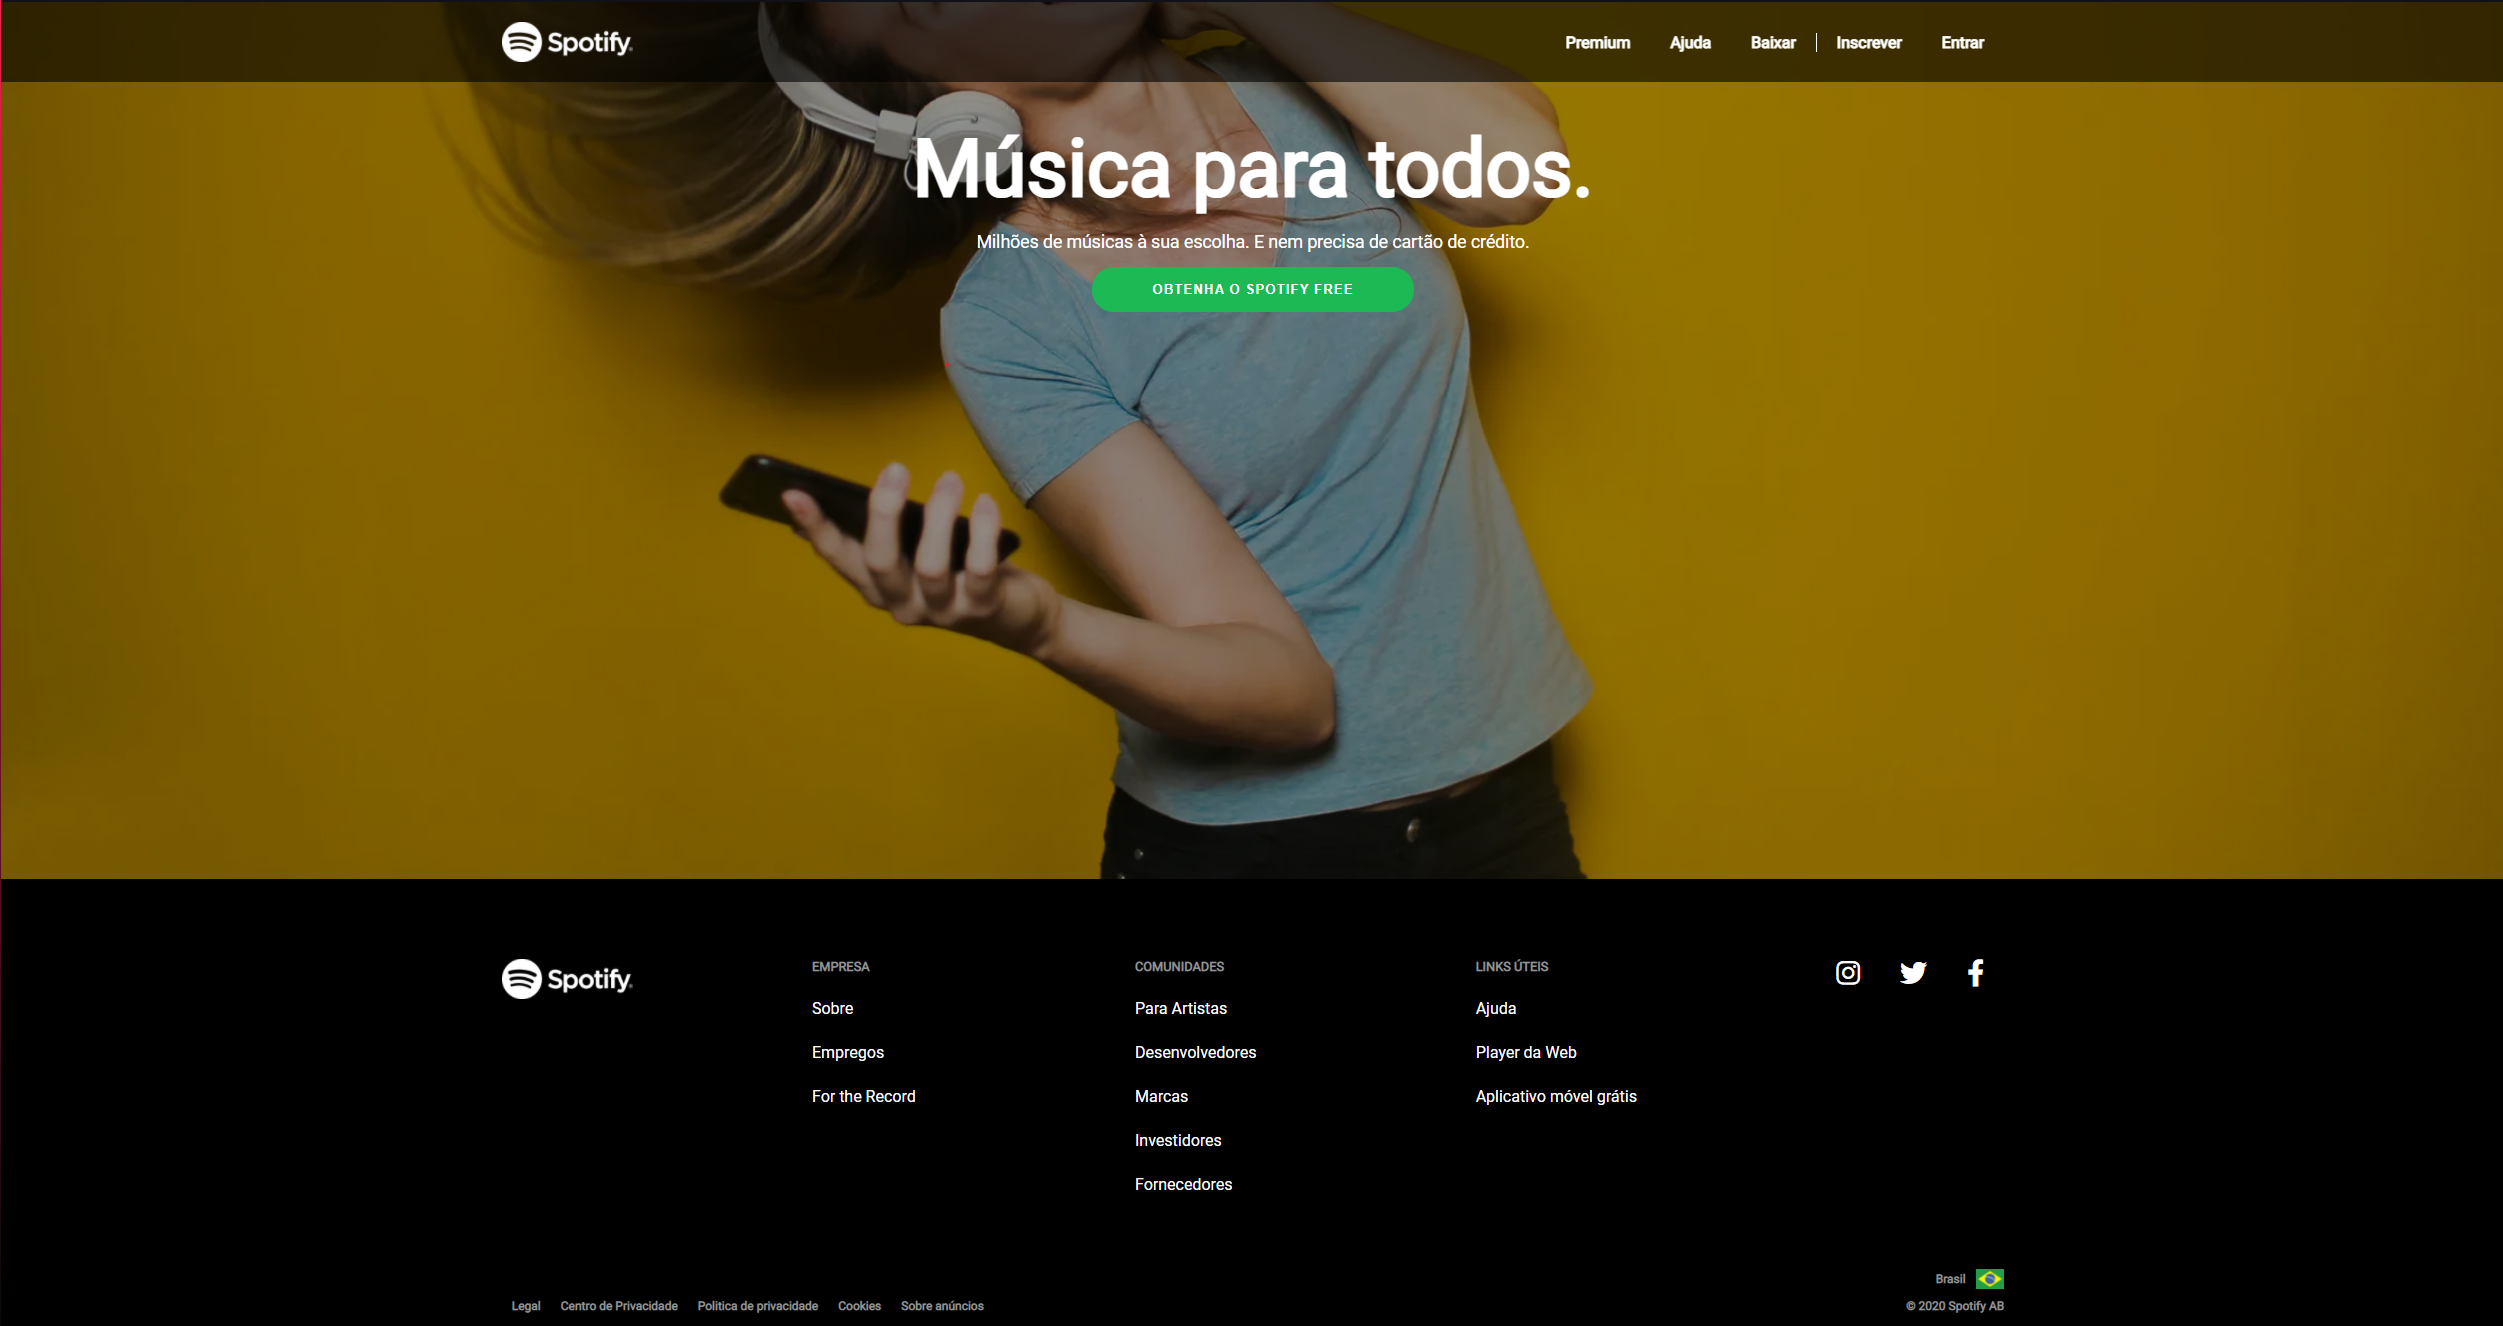 Spotify
Premium Ajuda Baixar Inscrever Entrar
Música para todos.
Milhões de músicas à sua escolha. E nem precisa de cartão de crédito.
OBTENHA O SPOTIFY FREE
Spotify
EMPRESA
Sobre
Empregos
For the Record
COMUNIDADES
Para Artistas
Desenvolvedores
Marcas
Investidores
Fornecedores
LINKS ÚTEIS
Ajuda
Player da Web
Aplicativo móvel grátis
Brasil
Legal Centro de Privacidade Politica de privacidade Cookies Sobre anúncios
© 2020 Spotify AB